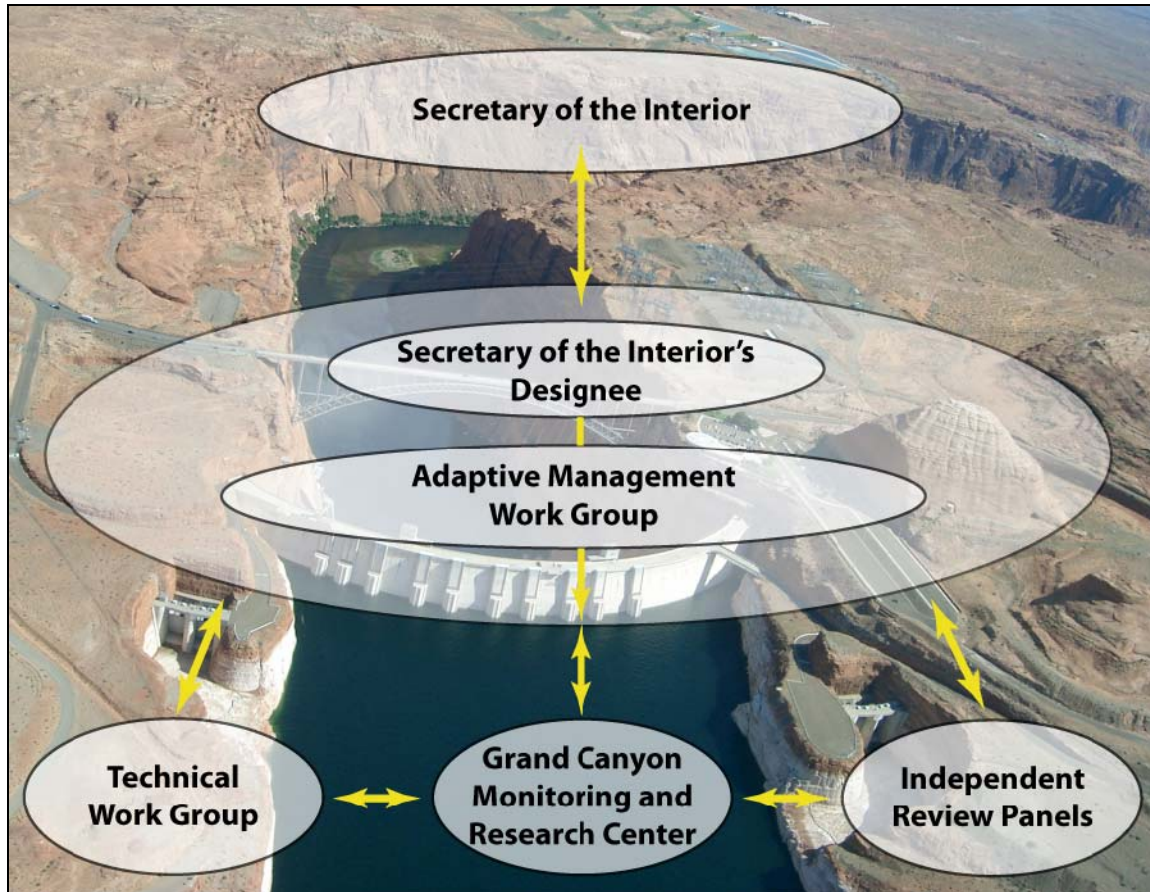 Secretary of the Interior
Secretary of the Interior’s
Designee
Adaptive Management
Work Group
Technical
Work Group
Grand Canyon
Monitoring and
Research Center
Independent
Review Panels